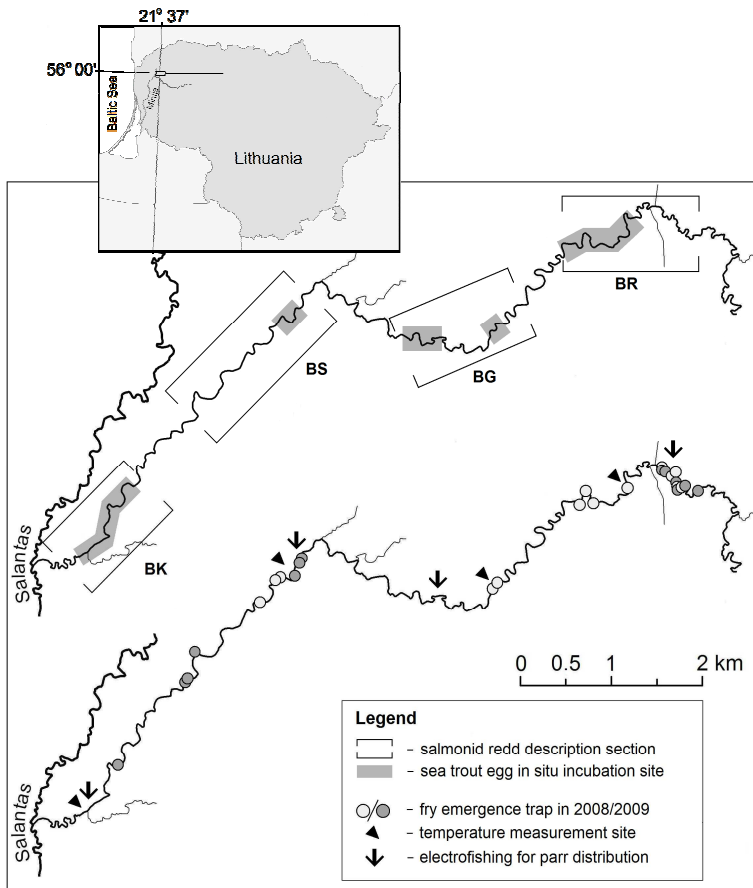 21° 37'
56° 00'
Baltic Sea
Minija
Lithuania
BR
BS
BG
BK
Salantas
Salantas
0 0.5 1 2 km
Legend
– salmonid redd description section
– sea trout egg in situ incubation site
– fry emergence trap in 2008/2009
– temperature measurement site
– electrofishing for parr distribution